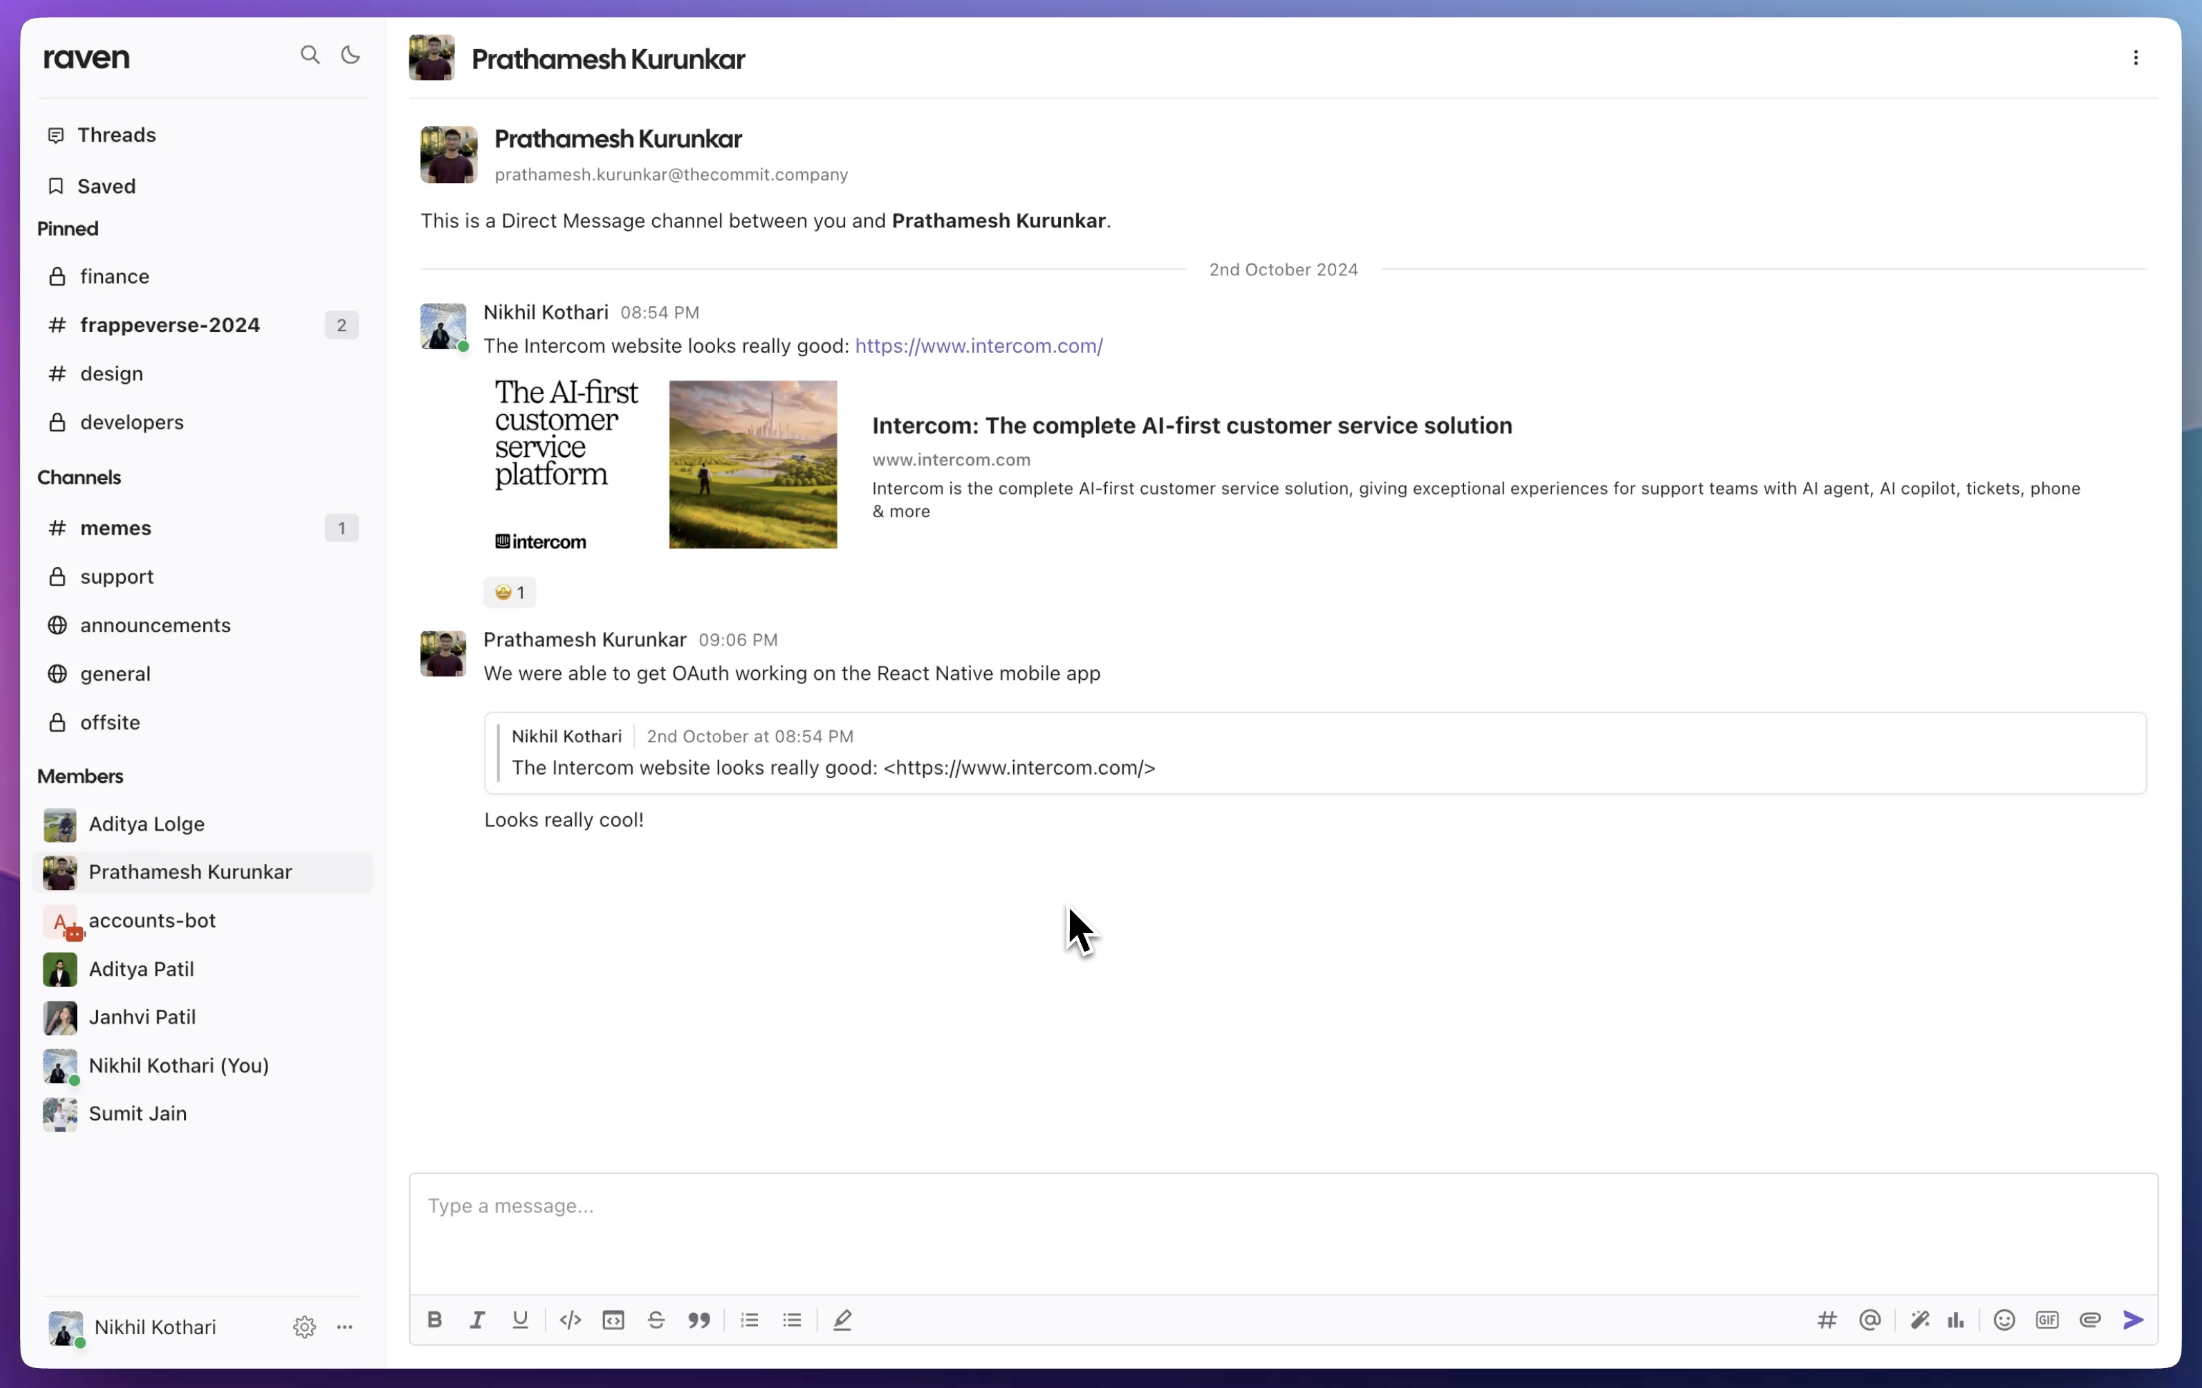 raven
Threads
Saved
Pinned
finance
frappeverse-2024 2
design
developers
Channels
memes 1
support
announcements
general
offsite
Members
Aditya Lolge
Prathamesh Kurunkar
A accounts-bot
Aditya Patil
Janhvi Patil
Nikhil Kothari (You)
Sumit Jain
Nikhil Kothari
Prathamesh Kurunkar
Prathamesh Kurunkar
prathamesh.kurunkar@thecommit.company
This is a Direct Message channel between you and Prathamesh Kurunkar.
2nd October 2024
Nikhil Kothari 08:54 PM
The Intercom website looks really good: https://www.intercom.com/
The AI-first
customer
service
platform
intercom
Intercom: The complete AI-first customer service solution
www.intercom.com
Intercom is the complete AI-first customer service solution, giving exceptional experiences for support teams with AI agent, AI copilot, tickets, phone
& more
🤩 1
Prathamesh Kurunkar 09:06 PM
We were able to get OAuth working on the React Native mobile app
Nikhil Kothari 2nd October at 08:54 PM
The Intercom website looks really good: <https://www.intercom.com/>
Looks really cool!
Type a message...
B I U </> S GIF